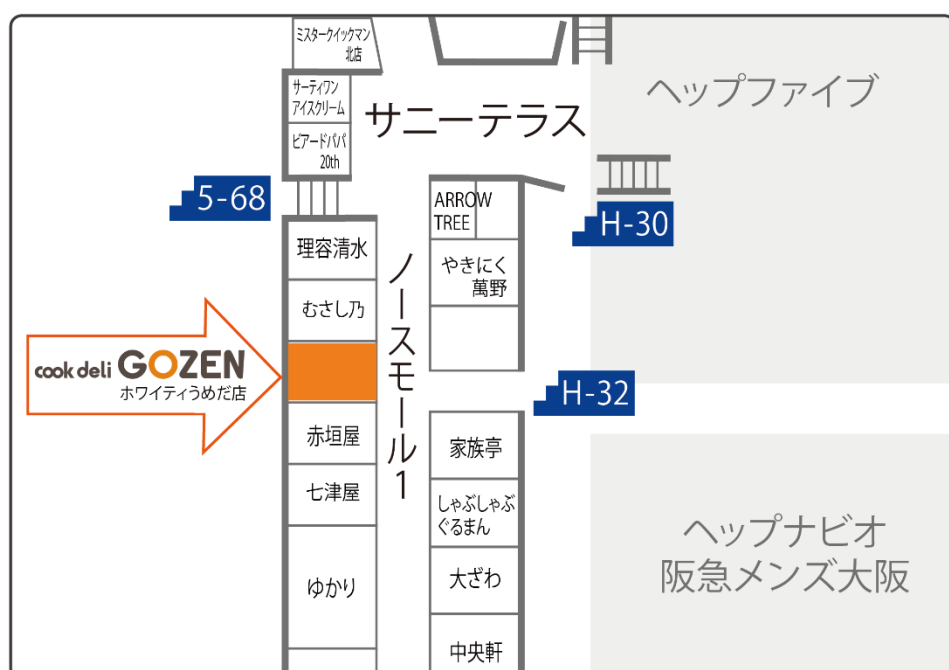 ミスタークイックマン
北店
サーティワン
アイスクリーム
ビアードパパ
20th
サニーテラス
ヘップファイブ
5-68
ARROW
TREE
H-30
理容清水
やきにく
萬野
むさし乃
ノースモール1
cook deli GOZEN
ホワイティうめだ店
H-32
赤垣屋
家族亭
七津屋
しゃぶしゃぶ
ぐるまん
ヘップナビオ
阪急メンズ大阪
ゆかり
大ざわ
中央軒